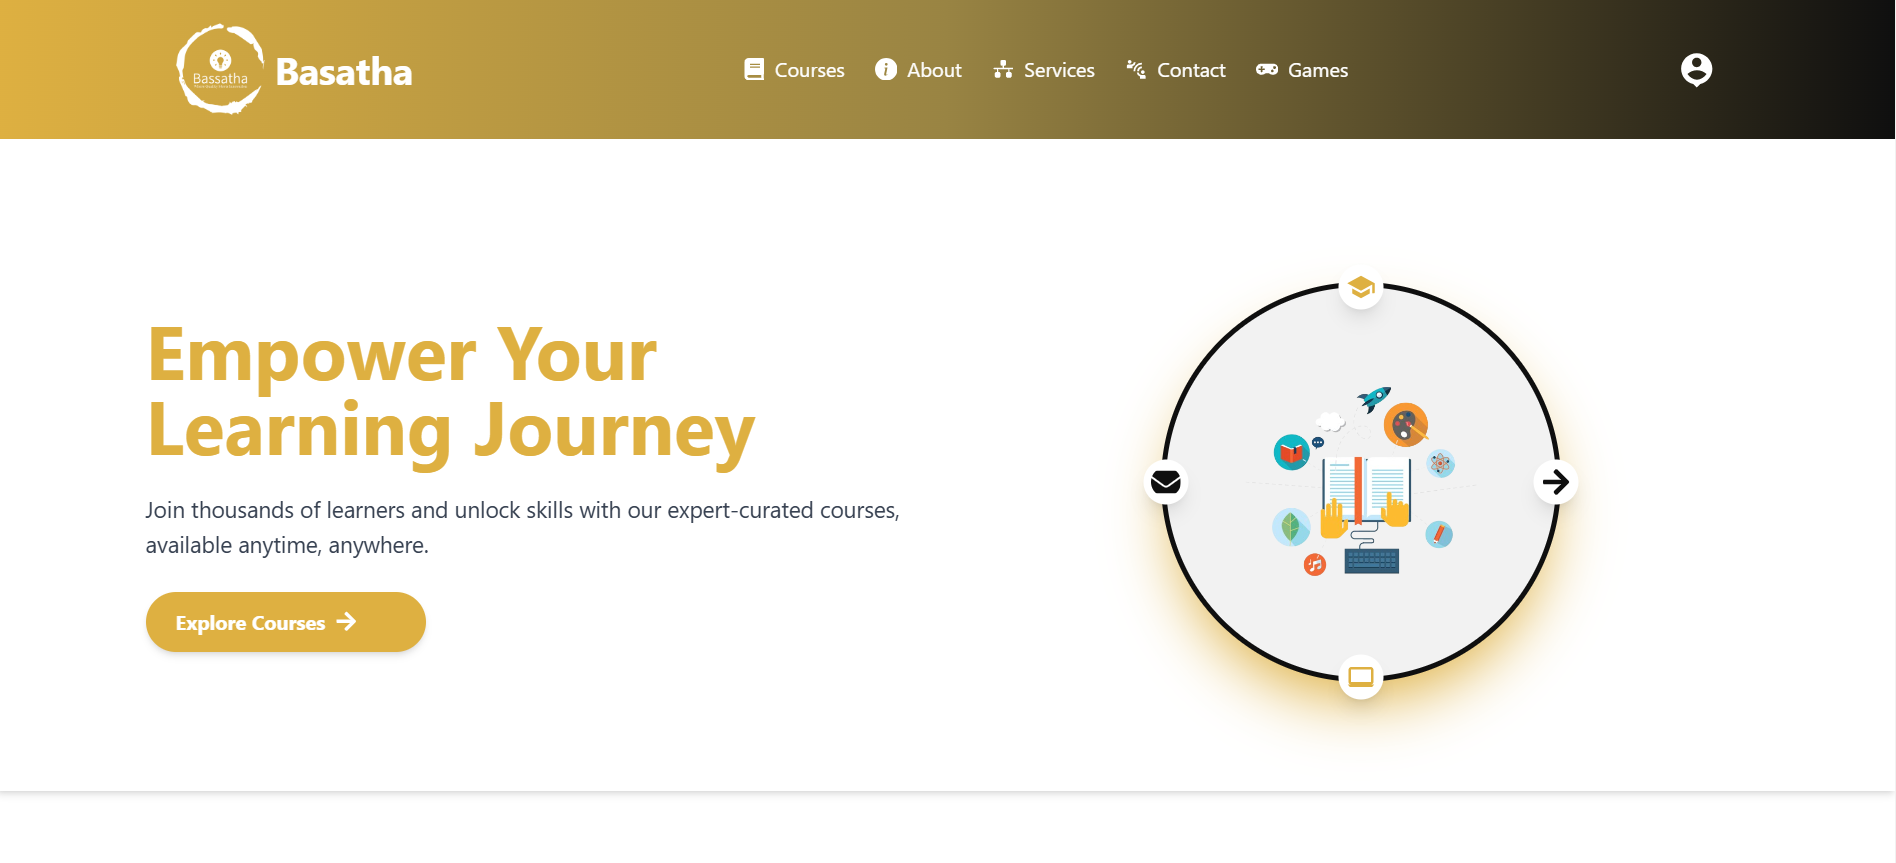 Bassatha
Basatha
Courses
About
Services
Contact
Games
Empower Your
Learning Journey
Join thousands of learners and unlock skills with our expert-curated courses,
available anytime, anywhere.
Explore Courses